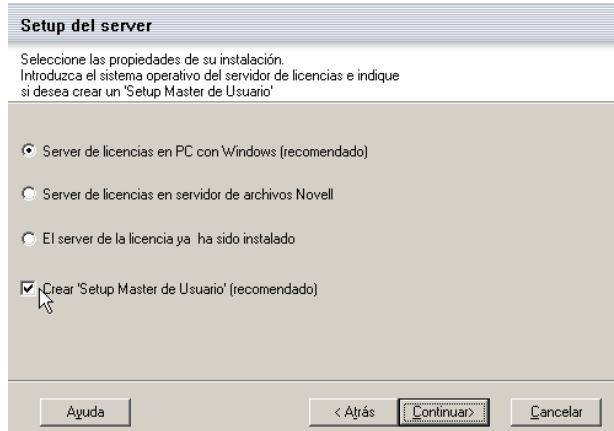 Setup del server
Seleccione las propiedades de su instalación.
Introduzca el sistema operativo del servidor de licencias e indique
si desea crear un 'Setup Master de Usuario'
Server de licencias en PC con Windows (recomendado)
Server de licencias en servidor de archivos Novell
El server de la licencia ya ha sido instalado
Crear 'Setup Master de Usuario' (recomendado)
Ayuda < Atrás Continuar> Cancelar